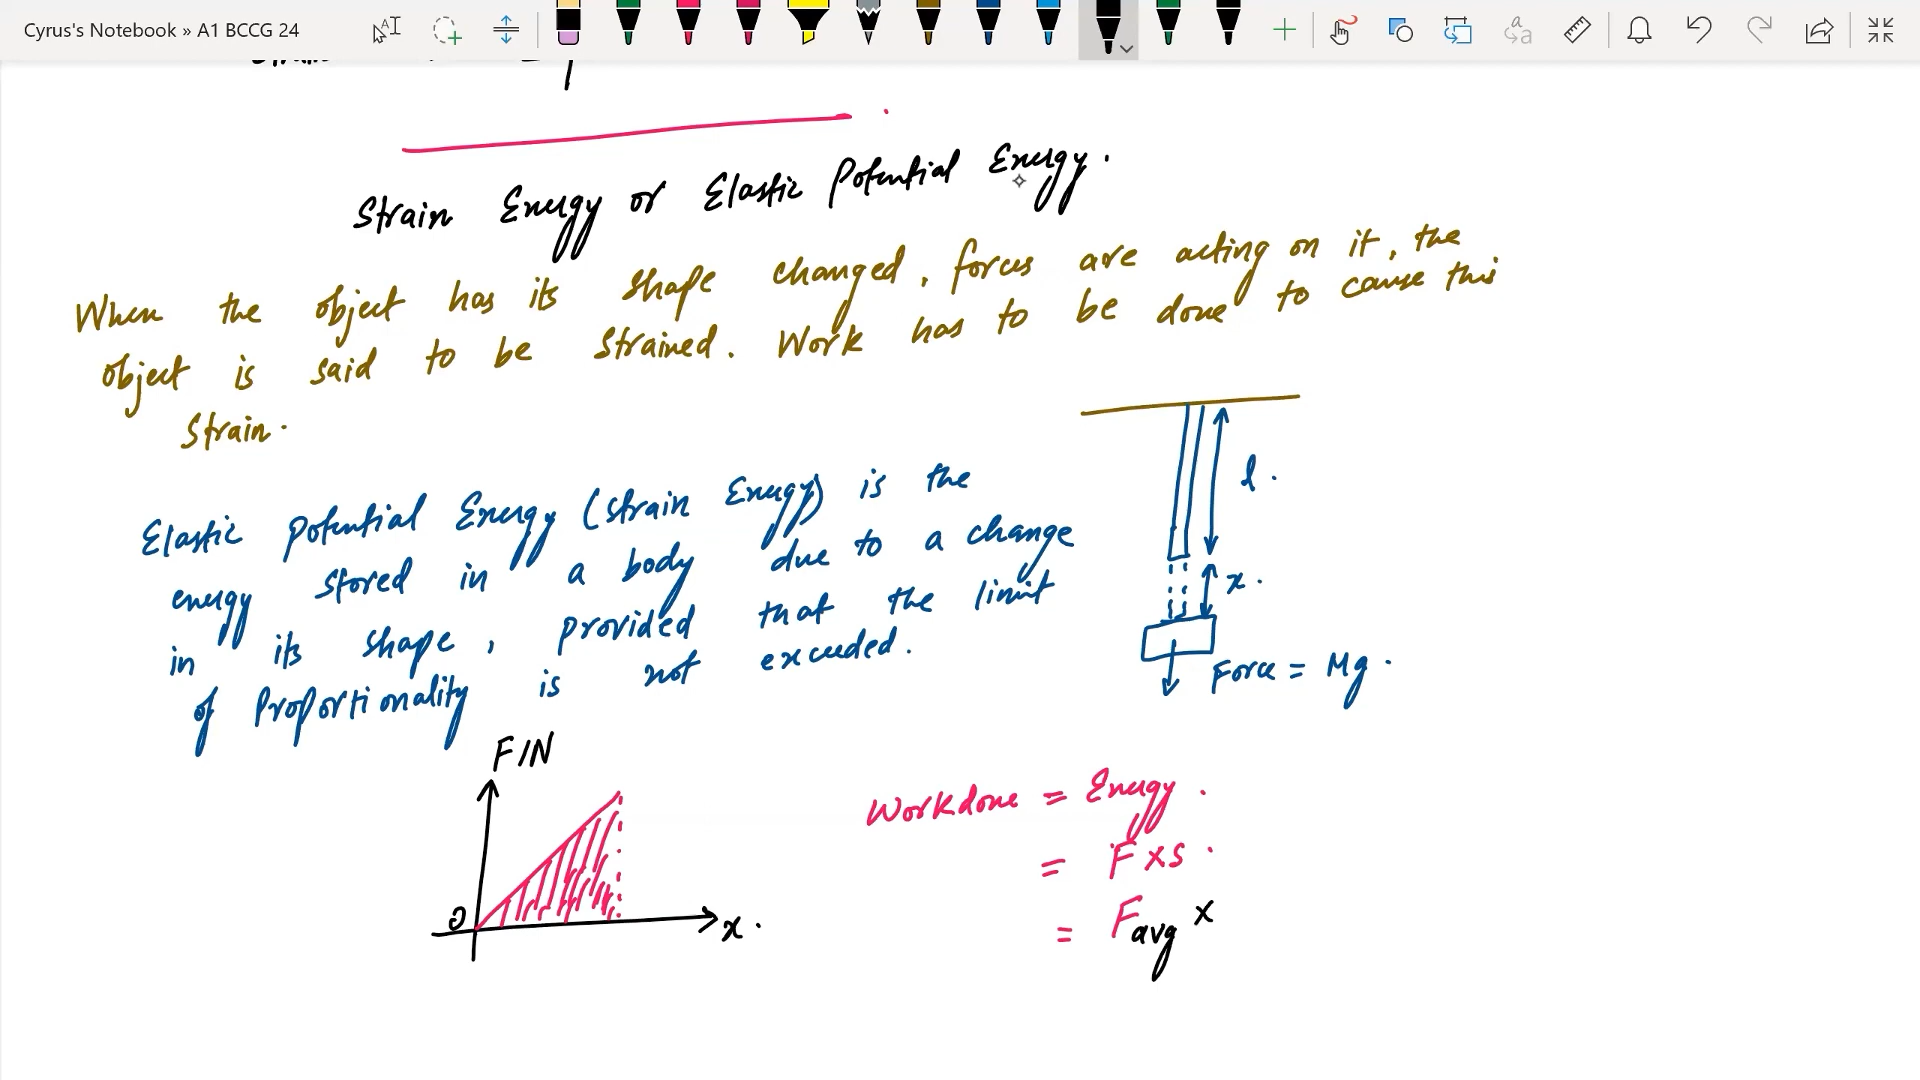 Cyrus's Notebook » A1 BCCG 24
Strain Energy or Elastic Potential Energy.
When the object has its shape changed, forces are acting on it, the
object is said to be strained. Work has to be done to cause this
strain.
Elastic Potential Energy (strain Energy) is the
energy stored in a body due to a change
in its shape, provided that the limit
of proportionality is not exceeded.
l.
x.
Force = Mg.
F/N
O
x.
Workdone = Energy.
= F x s.
= Favg x